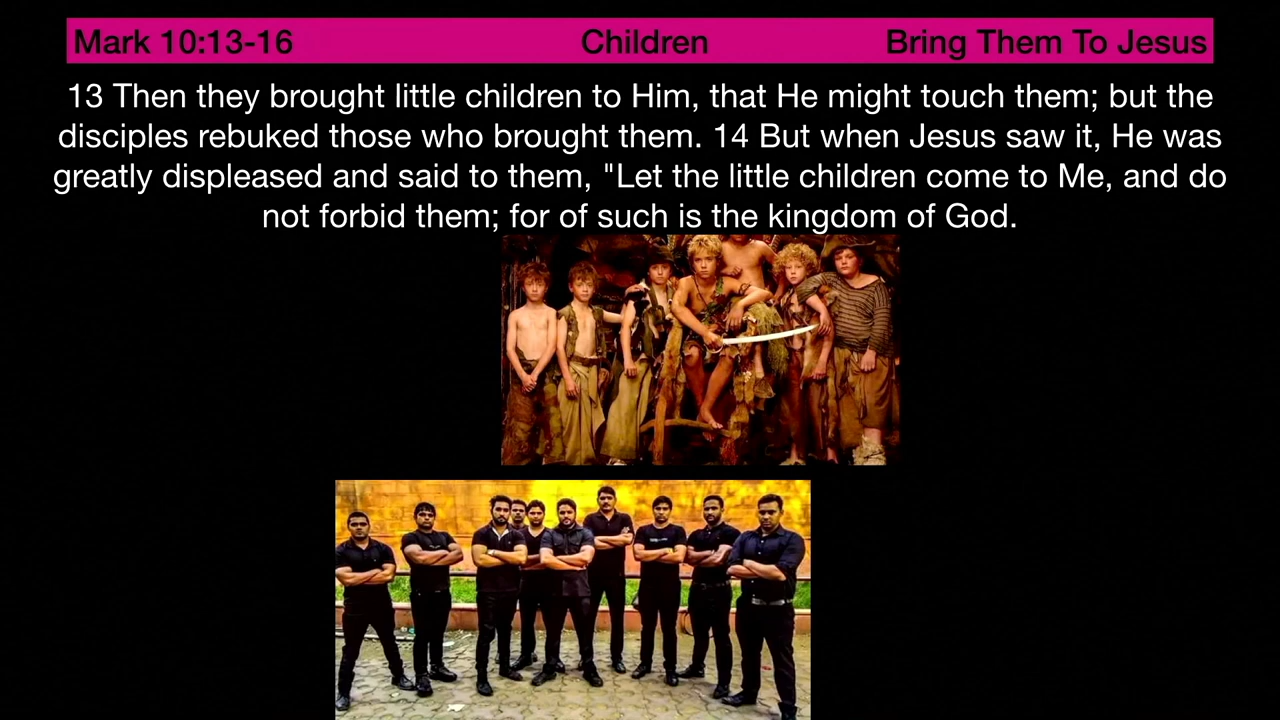 Mark 10:13-16 Children Bring Them To Jesus
13 Then they brought little children to Him, that He might touch them; but the
disciples rebuked those who brought them. 14 But when Jesus saw it, He was
greatly displeased and said to them, "Let the little children come to Me, and do
not forbid them; for of such is the kingdom of God.